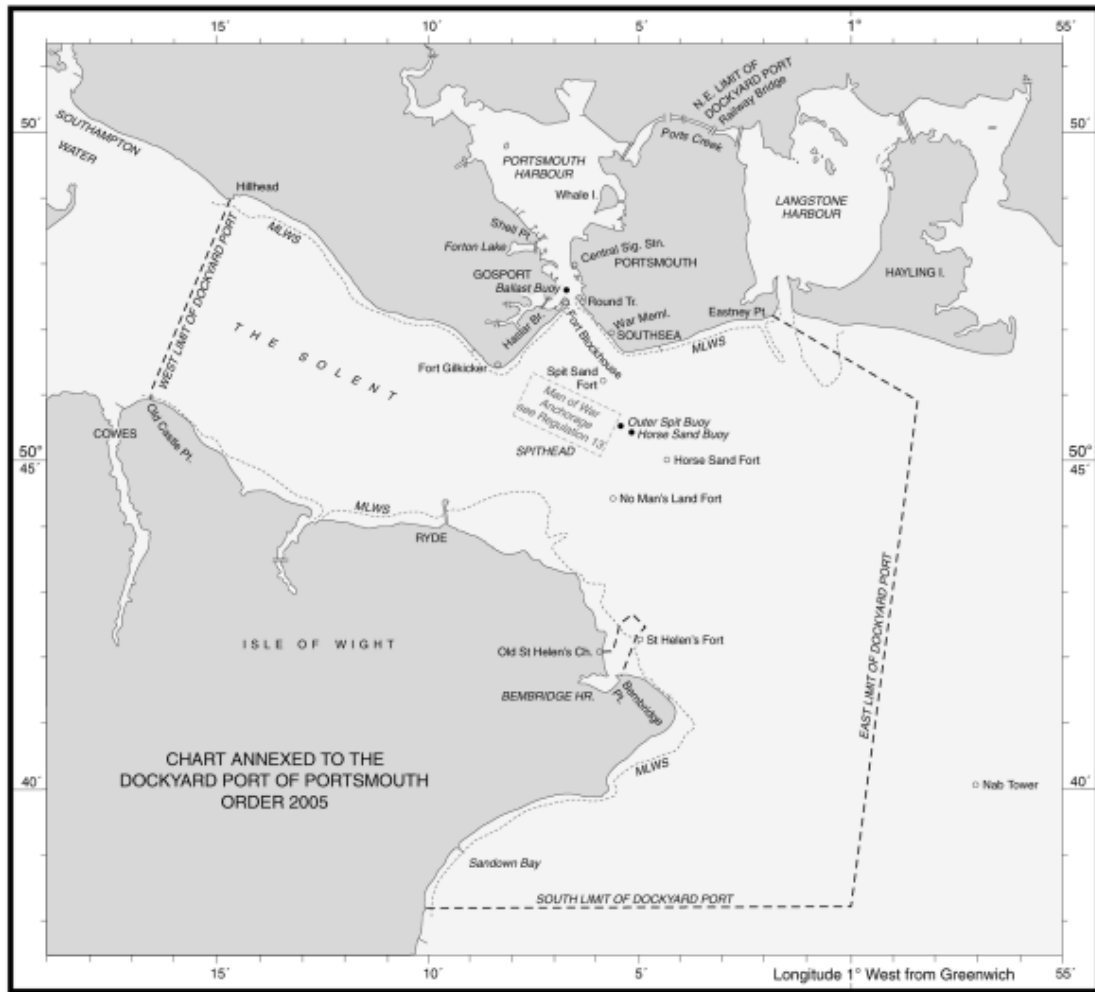 15´ 10´ 5´ 1° 55´
N.E. LIMIT OF
DOCKYARD PORT
Railway Bridge
50´ 50´
SOUTHAMPTON
WATER
Ports Creek
PORTSMOUTH
HARBOUR
Hillhead
Whale I.
LANGSTONE
HARBOUR
MLWS
Shell Pt.
Forton Lake
Central Sig. Stn.
PORTSMOUTH
GOSPORT
HAYLING I.
Ballast Buoy
Round Tr.
WEST LIMIT OF DOCKYARD PORT
Haslar Br.
War Meml.
Eastney Pt.
SOUTHSEA
THE SOLENT
Fort Blockhouse
MLWS
Fort Gilkicker
Spit Sand
Fort
Men of War
Anchorage
see Regulation 13
Outer Spit Buoy
Horse Sand Buoy
COWES
Old Castle Pt.
SPITHEAD
50° 50°
45´ 45´
Horse Sand Fort
No Man's Land Fort
MLWS
RYDE
EAST LIMIT OF DOCKYARD PORT
ISLE OF WIGHT
St Helen's Fort
Old St Helen's Ch.
BEMBRIDGE HR.
Bembridge
Pt.
CHART ANNEXED TO THE
DOCKYARD PORT OF PORTSMOUTH
ORDER 2005
MLWS
40´ 40´
Nab Tower
Sandown Bay
SOUTH LIMIT OF DOCKYARD PORT
Longitude 1° West from Greenwich
15´ 10´ 5´ 55´